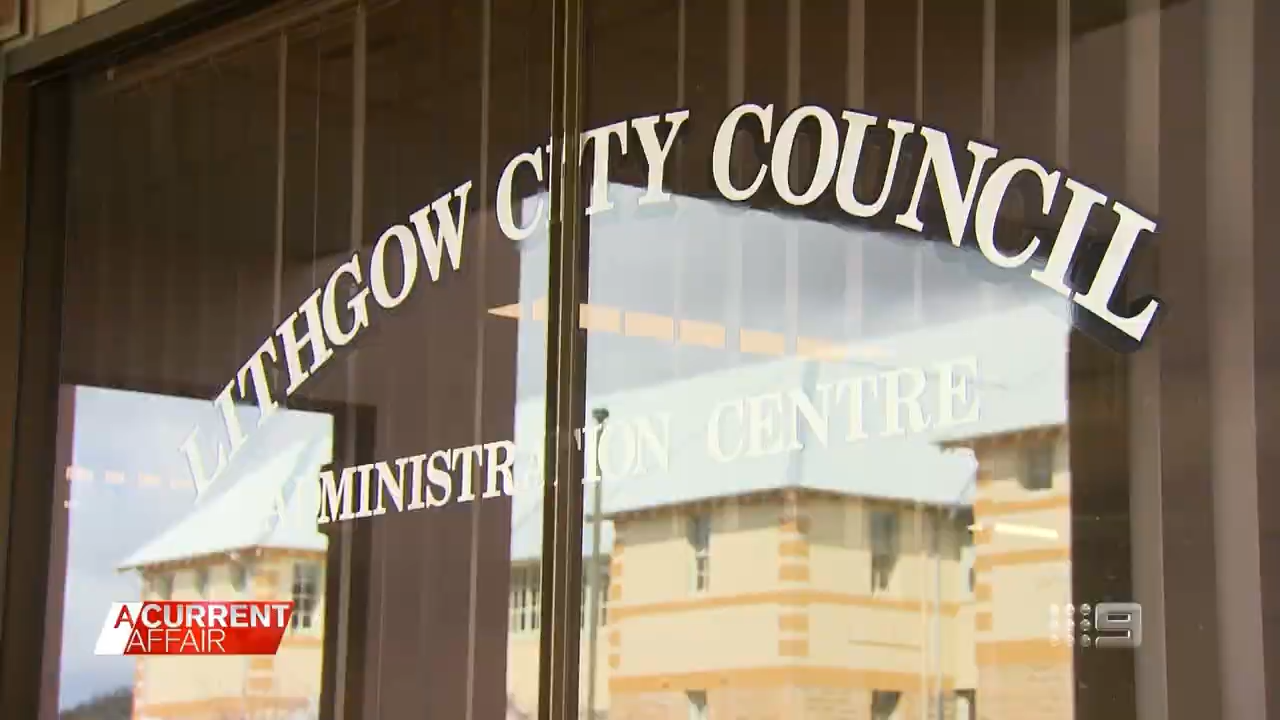 LITHGOW CITY COUNCIL
ADMINISTRATION CENTRE
A CURRENT
AFFAIR
9